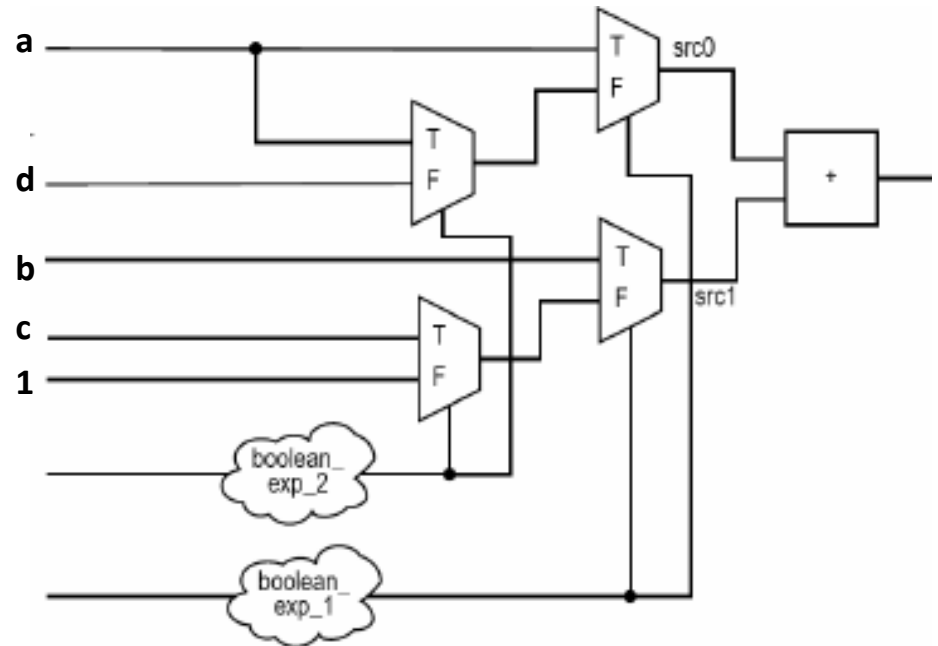 a
T
src0
F
T
+
d
F
b
T
F
src1
c
T
1
F
boolean_
exp_2
boolean_
exp_1